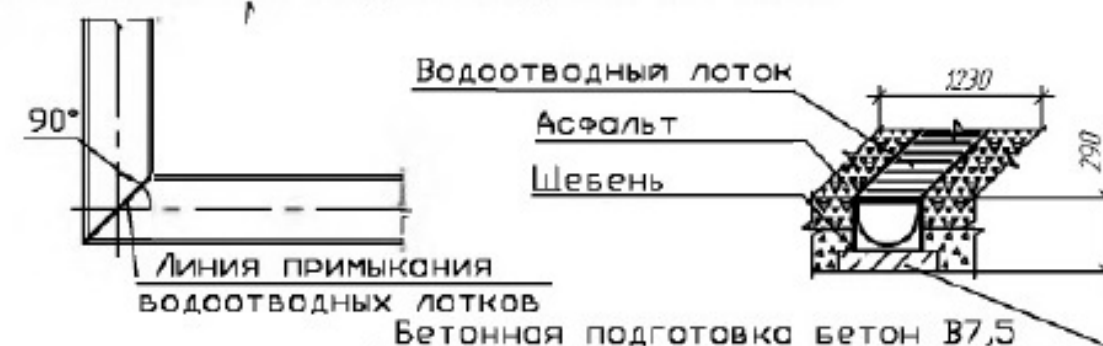 Водоотводный лоток
1230
90°
Асфальт
290
Щебень
Линия примыкания
водоотводных лотков
Бетонная подготовка бетон В7,5